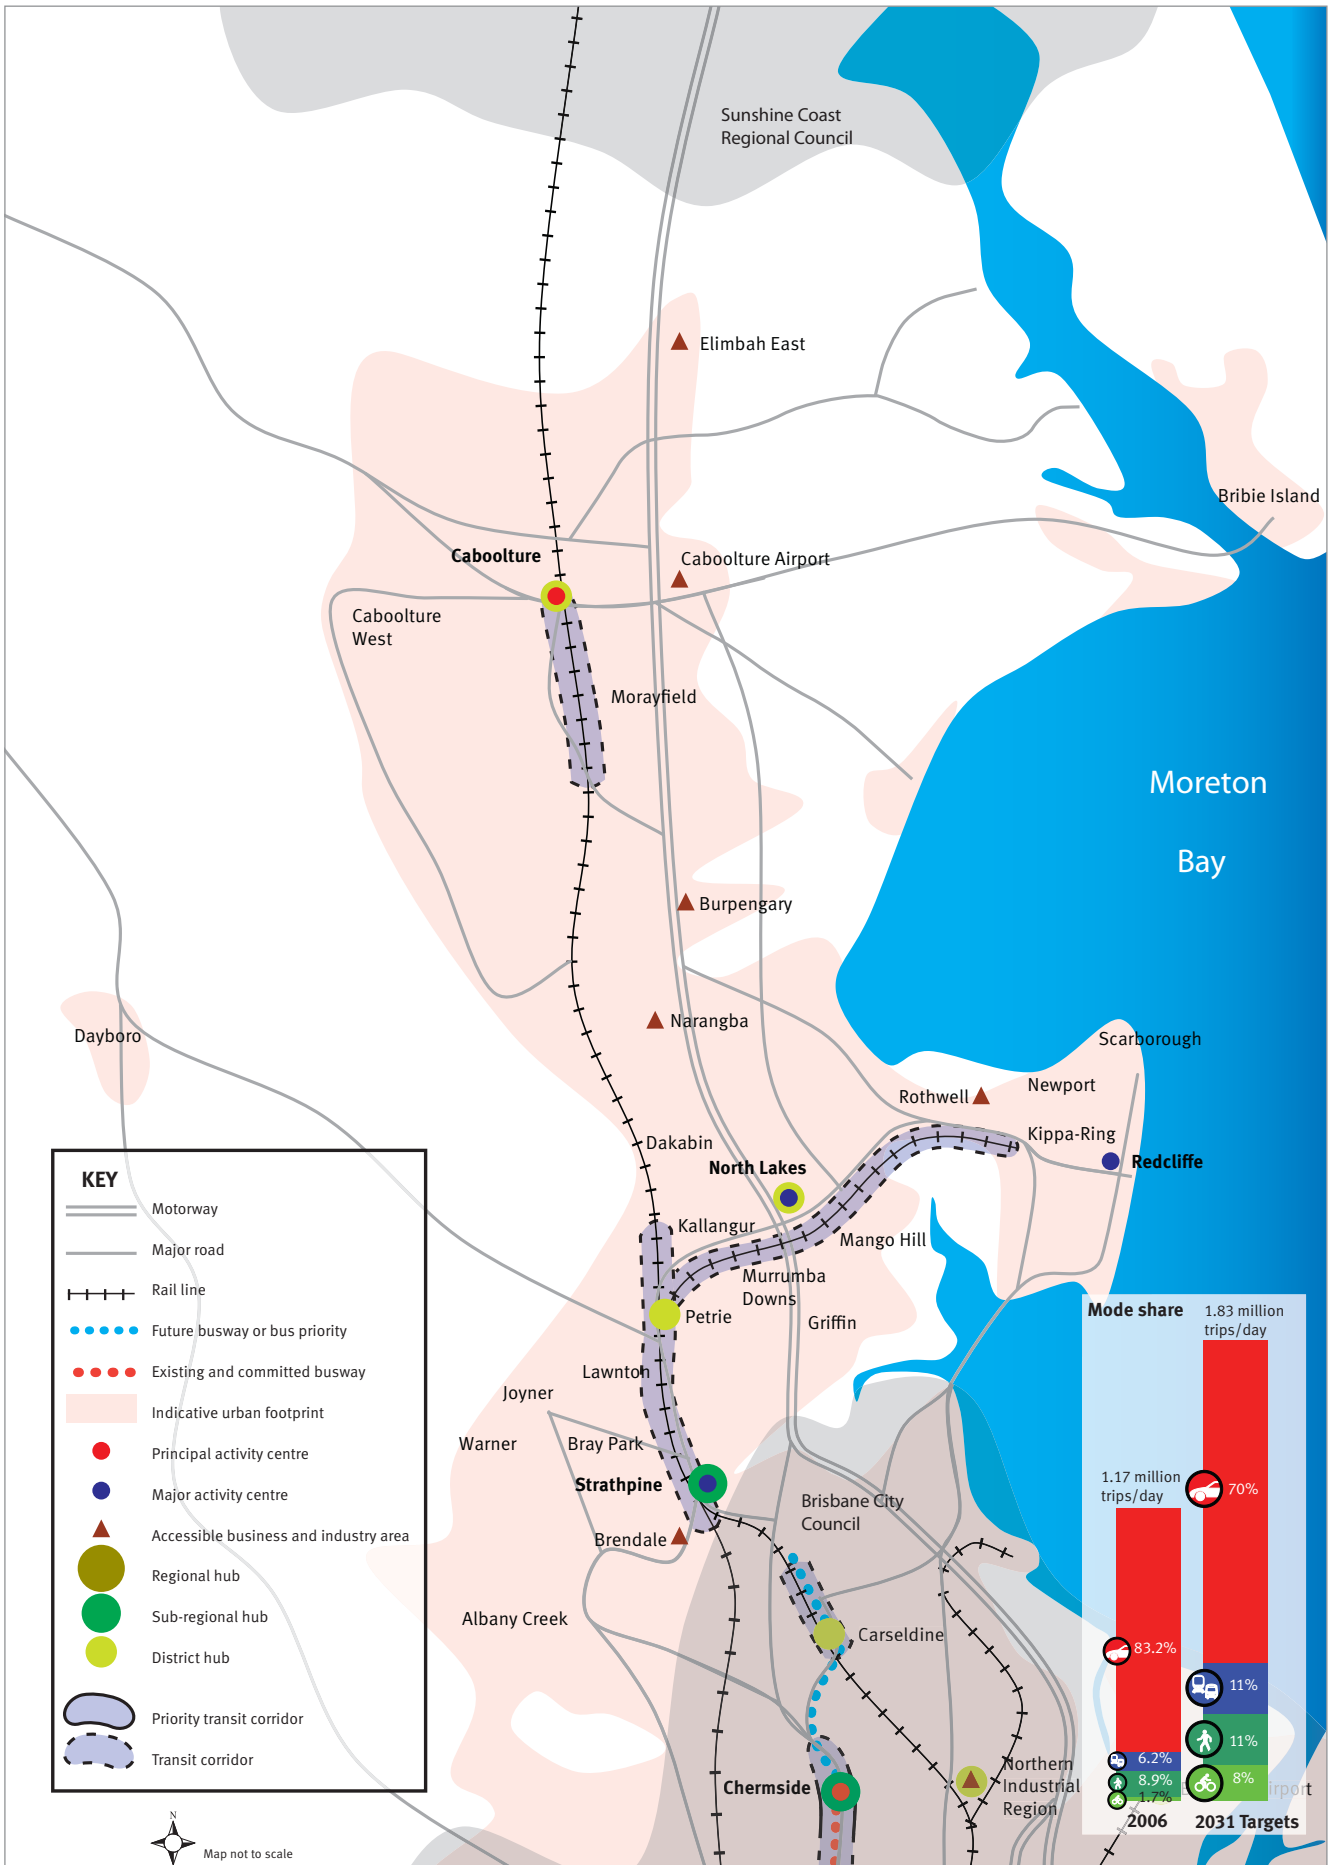 Sunshine Coast
Regional Council
Elimbah East
Bribie Island
Caboolture
Caboolture Airport
Caboolture
West
Morayfield
Moreton
Bay
Burpengary
Narangba
Dayboro
Scarborough
Newport
Rothwell
Kippa-Ring
Dakabin
North Lakes
Redcliffe
Kallangur
Mango Hill
Murrumba
Downs
Petrie
Griffin
Lawnton
Joyner
Warner
Bray Park
Strathpine
Brisbane City
Council
Brendale
Albany Creek
Carseldine
Chermside
Northern
Industrial
Region
KEY
Motorway
Major road
Rail line
Future busway or bus priority
Existing and committed busway
Indicative urban footprint
Principal activity centre
Major activity centre
Accessible business and industry area
Regional hub
Sub-regional hub
District hub
Priority transit corridor
Transit corridor
N
Map not to scale
Mode share
1.83 million
trips/day
1.17 million
trips/day
70%
83.2%
11%
11%
6.2%
8.9%
8%
1.7%
2006
2031 Targets